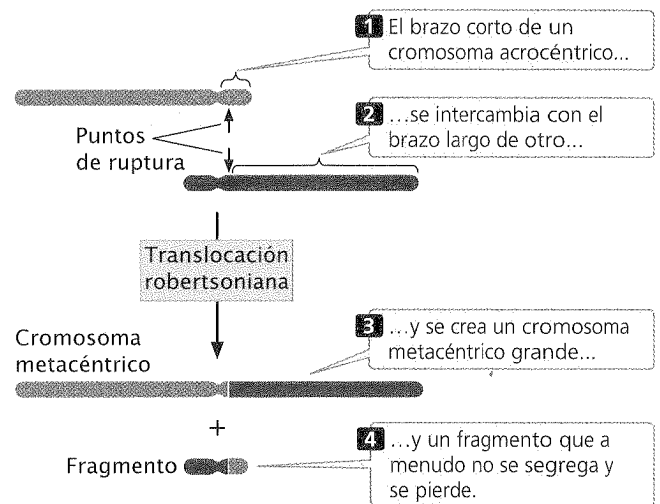 1 El brazo corto de un
cromosoma acrocéntrico...
2 ...se intercambia con el
brazo largo de otro...
Puntos
de ruptura
Translocación
robertsoniana
3 ...y se crea un cromosoma
metacéntrico grande...
Cromosoma
metacéntrico
+
4 ...y un fragmento que a
menudo no se segrega y
se pierde.
Fragmento